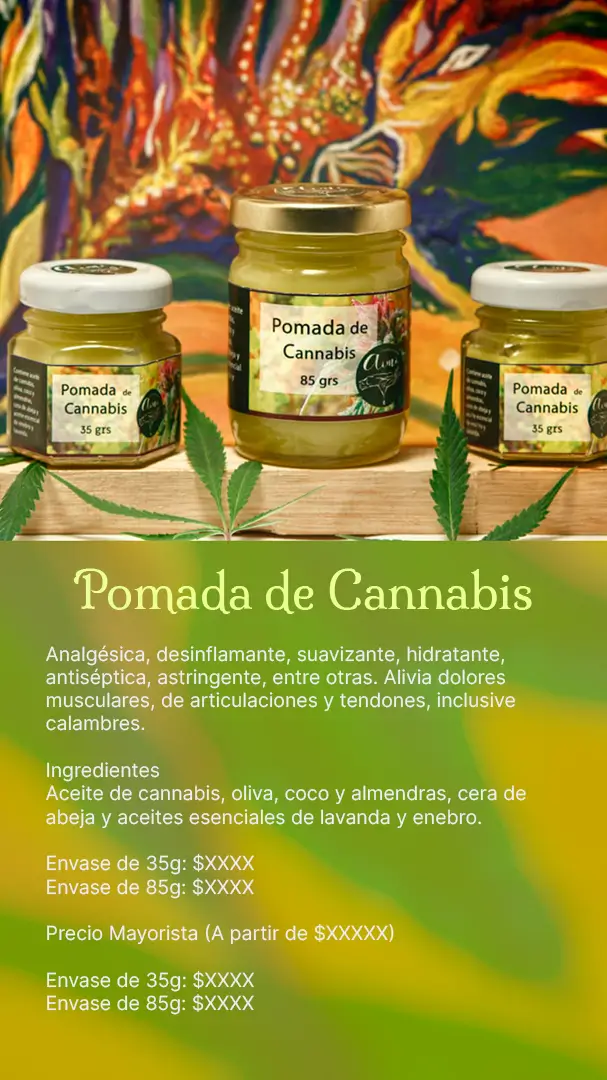 Pomada de
Cannabis
85 grs
Pomada de
Cannabis
35 grs
Pomada de
Cannabis
35 grs
Pomada de Cannabis
Analgésica, desinflamante, suavizante, hidratante,
antiséptica, astringente, entre otras. Alivia dolores
musculares, de articulaciones y tendones, inclusive
calambres.
Ingredientes
Aceite de cannabis, oliva, coco y almendras, cera de
abeja y aceites esenciales de lavanda y enebro.
Envase de 35g: $XXXX
Envase de 85g: $XXXX
Precio Mayorista (A partir de $XXXXX)
Envase de 35g: $XXXX
Envase de 85g: $XXXX